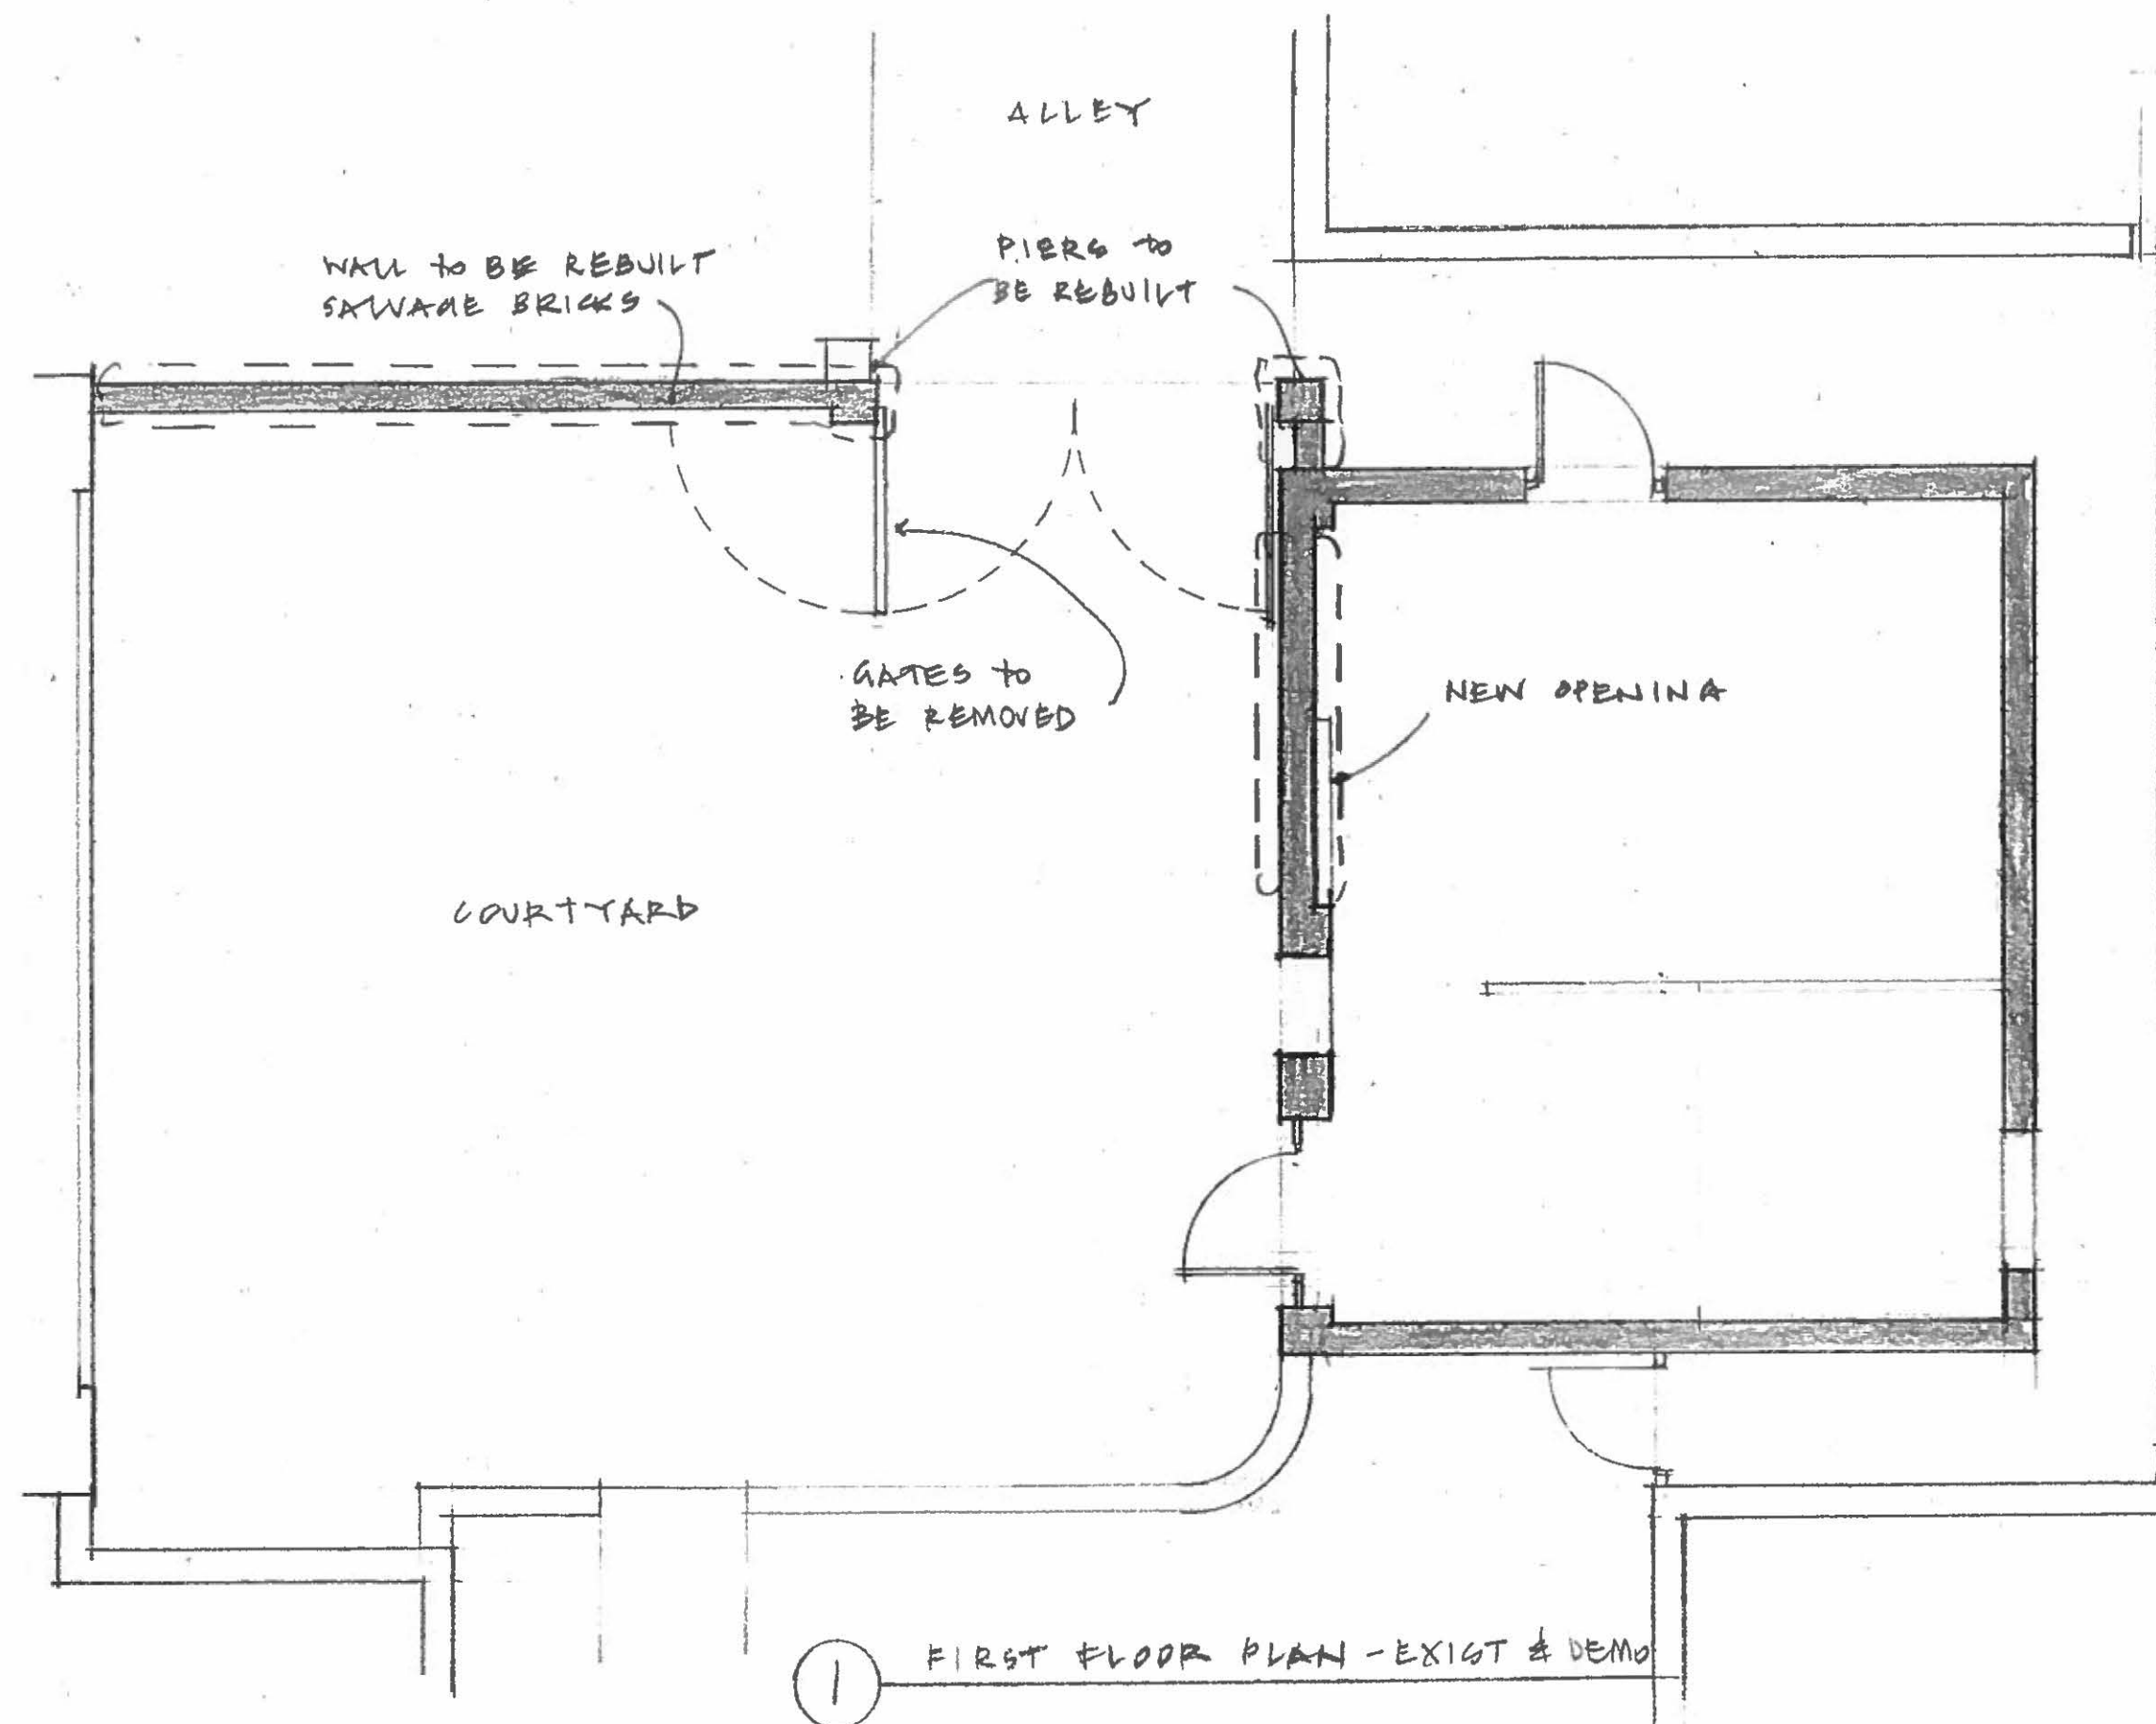 ALLEY
WALL to BE REBUILT
SALVAGE BRICKS
PIERS to
BE REBUILT
GATES to
BE REMOVED
NEW OPENING
COURTYARD
1
FIRST FLOOR PLAN - EXIST & DEMO